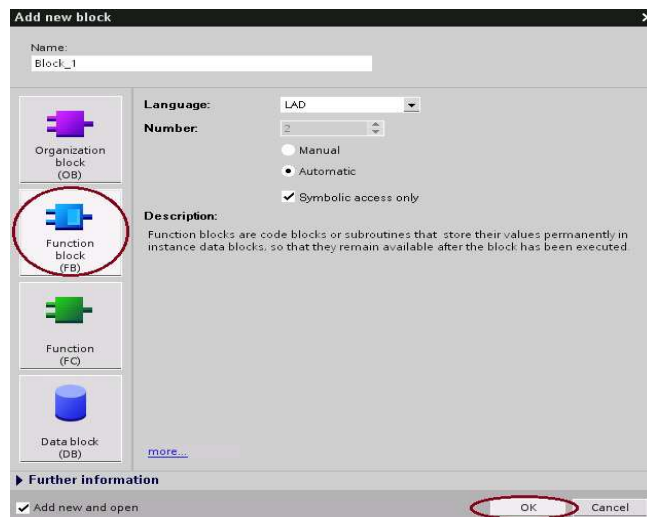 Add new block
Name:
Block_1
Organization
block
(OB)
Function
block
(FB)
Function
(FC)
Data block
(DB)
Language:
LAD
Number:
2
Manual
Automatic
Symbolic access only
Description:
Function blocks are code blocks or subroutines that store their values permanently in
instance data blocks, so that they remain available after the block has been executed.
more...
Further information
Add new and open
OK
Cancel